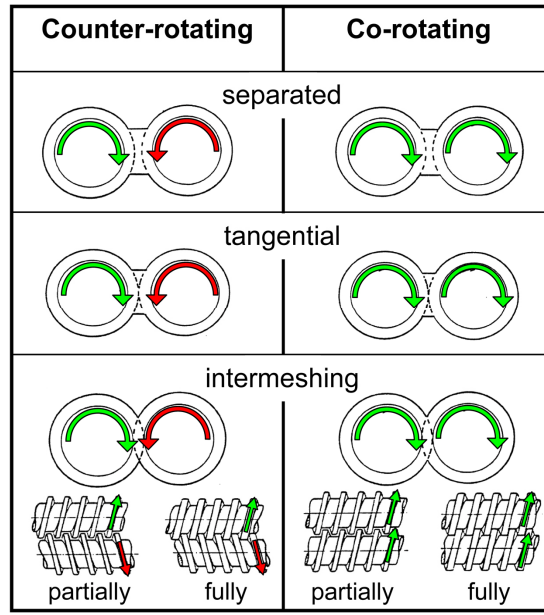 Counter-rotating
Co-rotating
separated
tangential
intermeshing
partially
fully
partially
fully